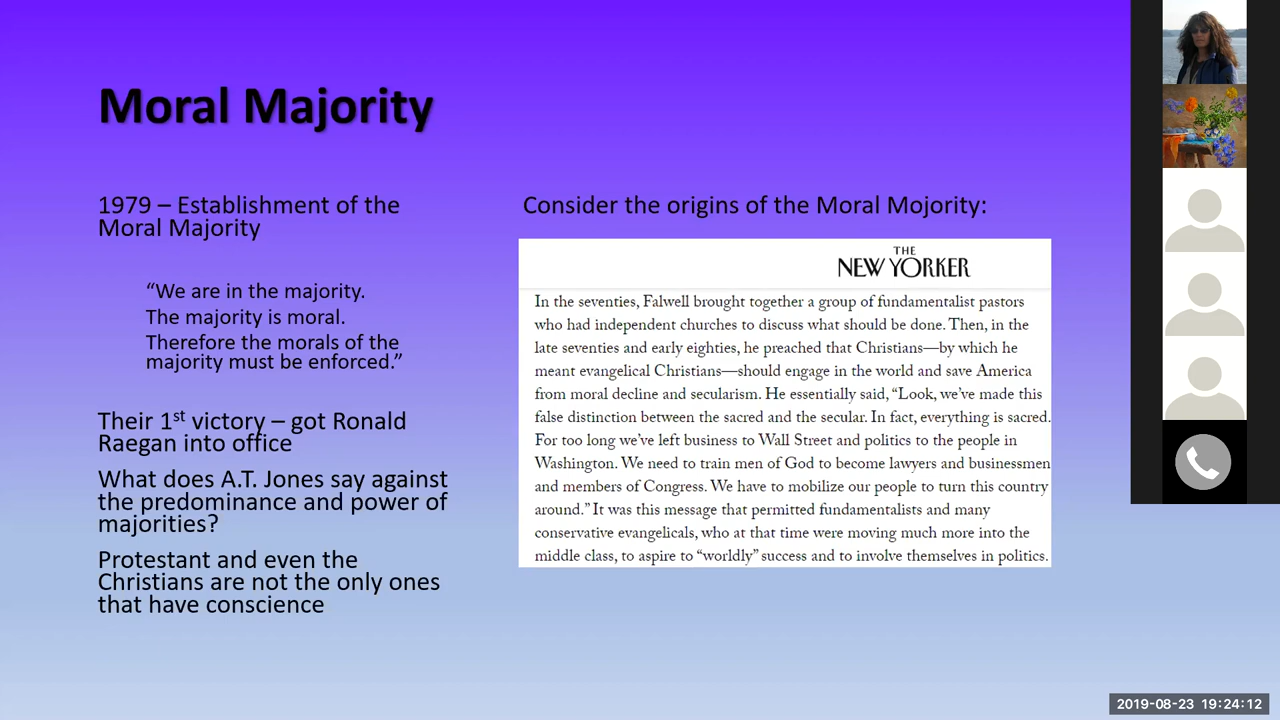 Moral Majority
1979 – Establishment of the
Moral Majority
“We are in the majority.
The majority is moral.
Therefore the morals of the
majority must be enforced.”
Their 1st victory – got Ronald
Raegan into office
What does A.T. Jones say against
the predominance and power of
majorities?
Protestant and even the
Christians are not the only ones
that have conscience
Consider the origins of the Moral Mojority:
THE
NEW YORKER
In the seventies, Falwell brought together a group of fundamentalist pastors
who had independent churches to discuss what should be done. Then, in the
late seventies and early eighties, he preached that Christians—by which he
meant evangelical Christians—should engage in the world and save America
from moral decline and secularism. He essentially said, “Look, we’ve made this
false distinction between the sacred and the secular. In fact, everything is sacred.
For too long we’ve left business to Wall Street and politics to the people in
Washington. We need to train men of God to become lawyers and businessmen
and members of Congress. We have to mobilize our people to turn this country
around.” It was this message that permitted fundamentalists and many
conservative evangelicals, who at that time were moving much more into the
middle class, to aspire to “worldly” success and to involve themselves in politics.
2019-08-23 19:24:12